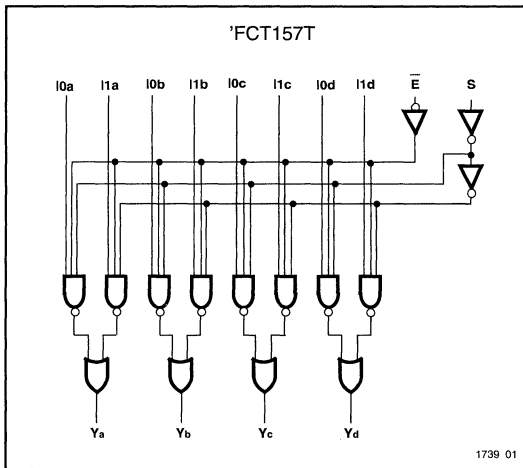 'FCT157T
I0a I1a I0b I1b I0c I1c I0d I1d E̅ S
Ya Yb Yc Yd
1739 01